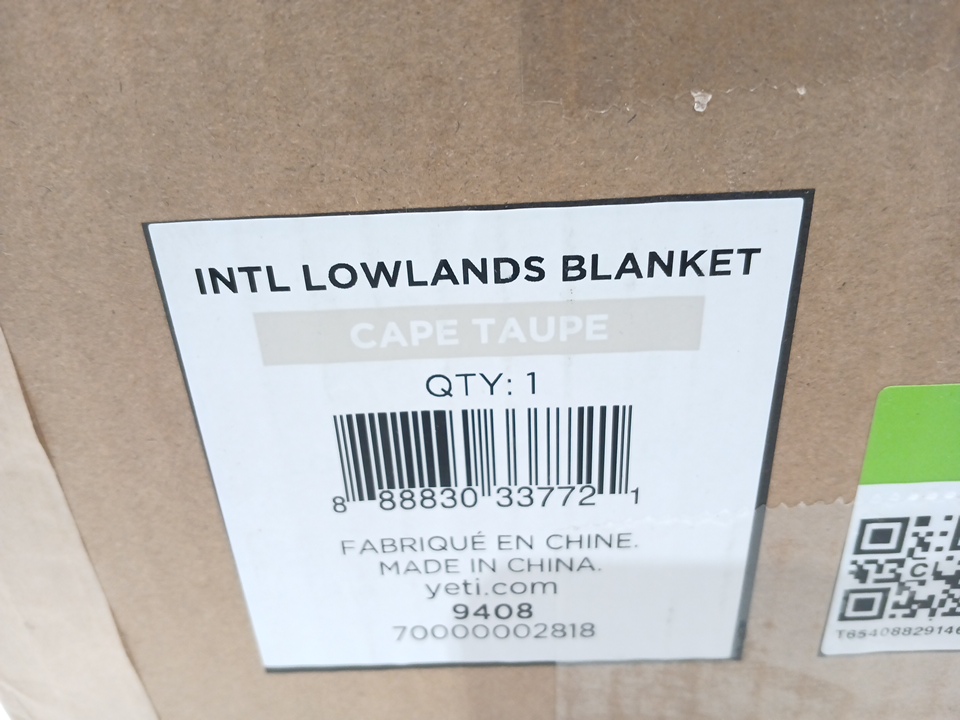 INTL LOWLANDS BLANKET
CAPE TAUPE
QTY: 1
8 88830 33772 1
FABRIQUÉ EN CHINE.
MADE IN CHINA.
yeti.com
9408
70000002818
C